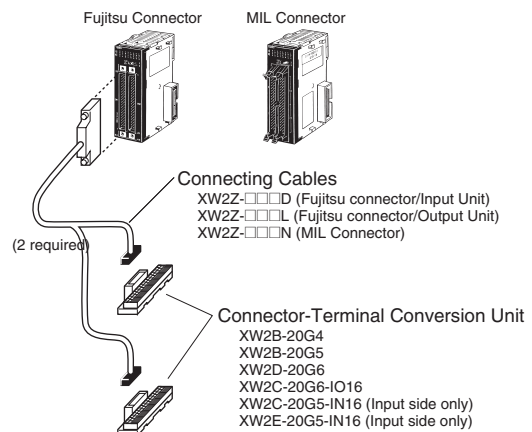 Fujitsu Connector
MIL Connector
Connecting Cables
XW2Z-□□□D (Fujitsu connector/Input Unit)
XW2Z-□□□L (Fujitsu connector/Output Unit)
XW2Z-□□□N (MIL Connector)
(2 required)
Connector-Terminal Conversion Unit
XW2B-20G4
XW2B-20G5
XW2D-20G6
XW2C-20G6-IO16
XW2C-20G5-IN16 (Input side only)
XW2E-20G5-IN16 (Input side only)